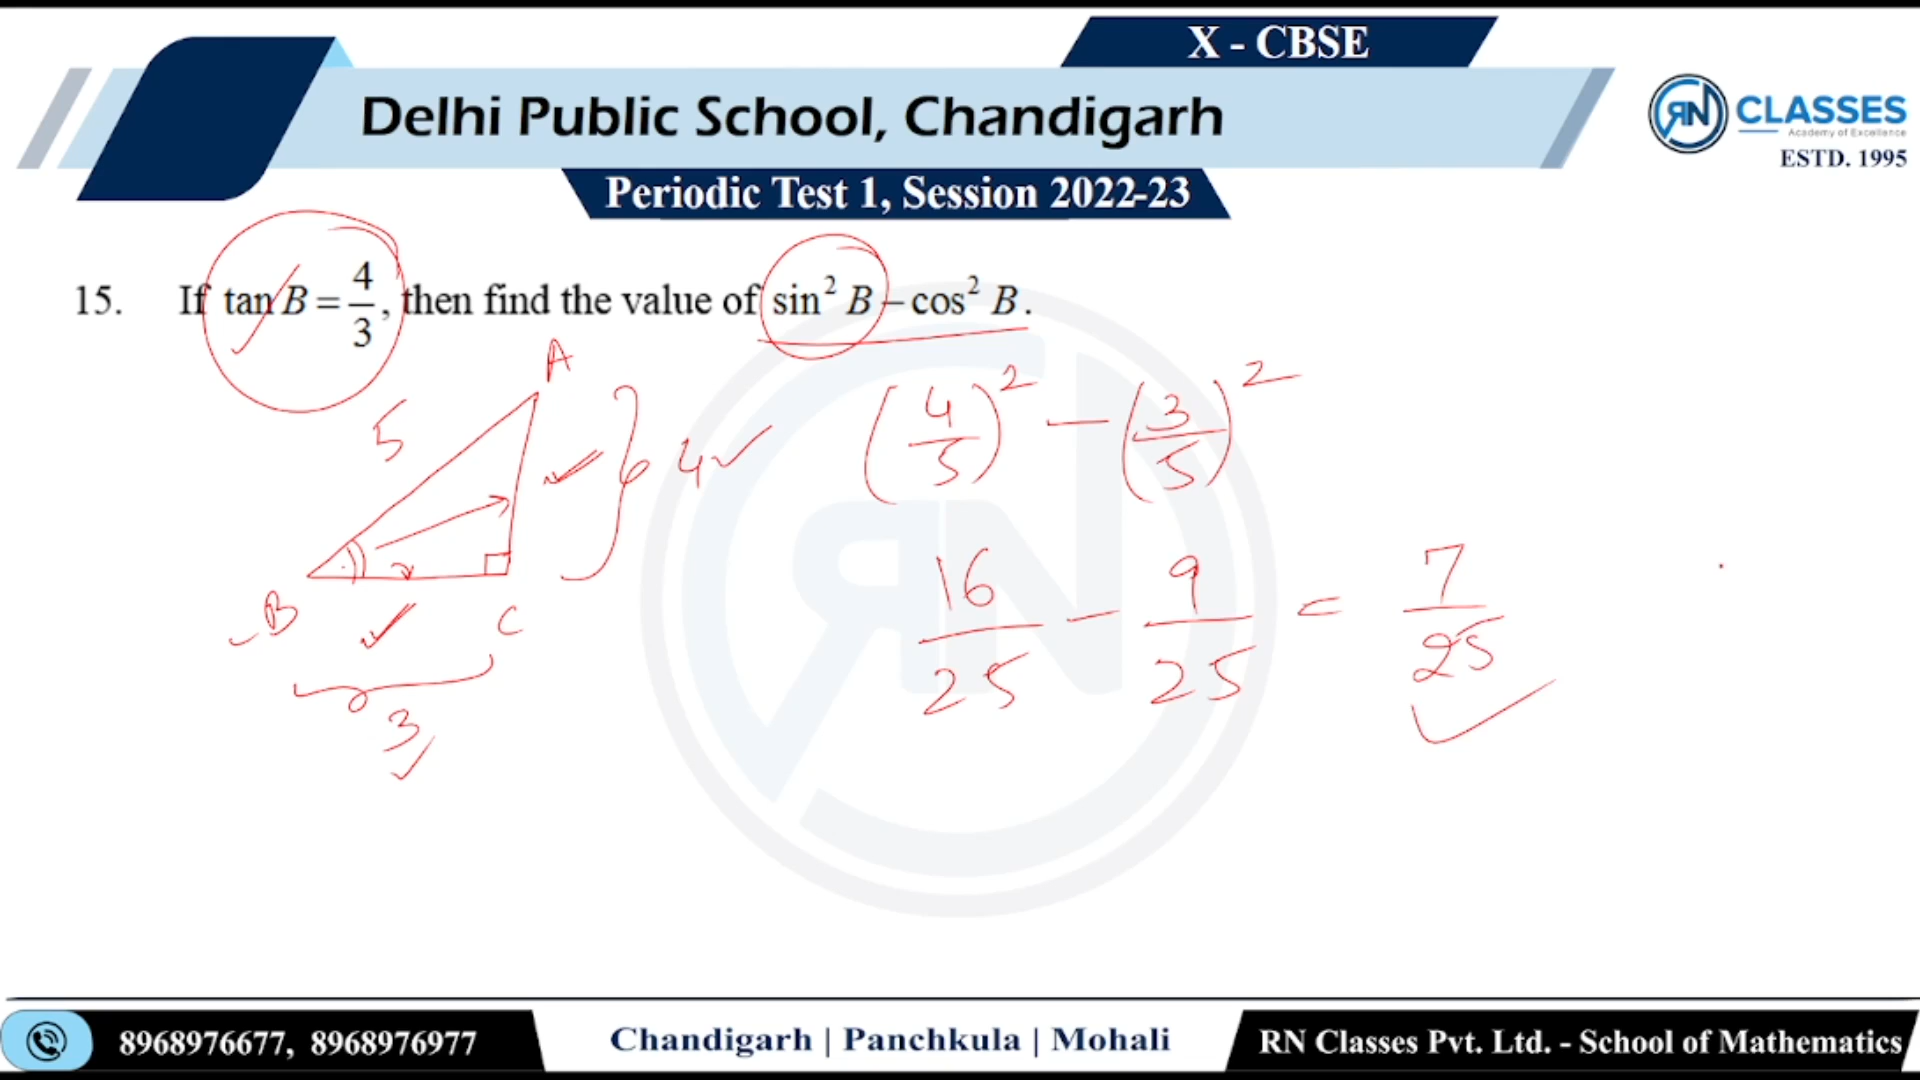 X - CBSE
Delhi Public School, Chandigarh
RN CLASSES
Academy of Excellence
ESTD. 1995
Periodic Test 1, Session 2022-23
15. If tan B = 4/3, then find the value of sin² B – cos² B.
A
5
4
(4/5)² – (3/5)²
B
C
3
16/25 – 9/25 = 7/25
RN
8968976677, 8968976977
Chandigarh | Panchkula | Mohali
RN Classes Pvt. Ltd. - School of Mathematics